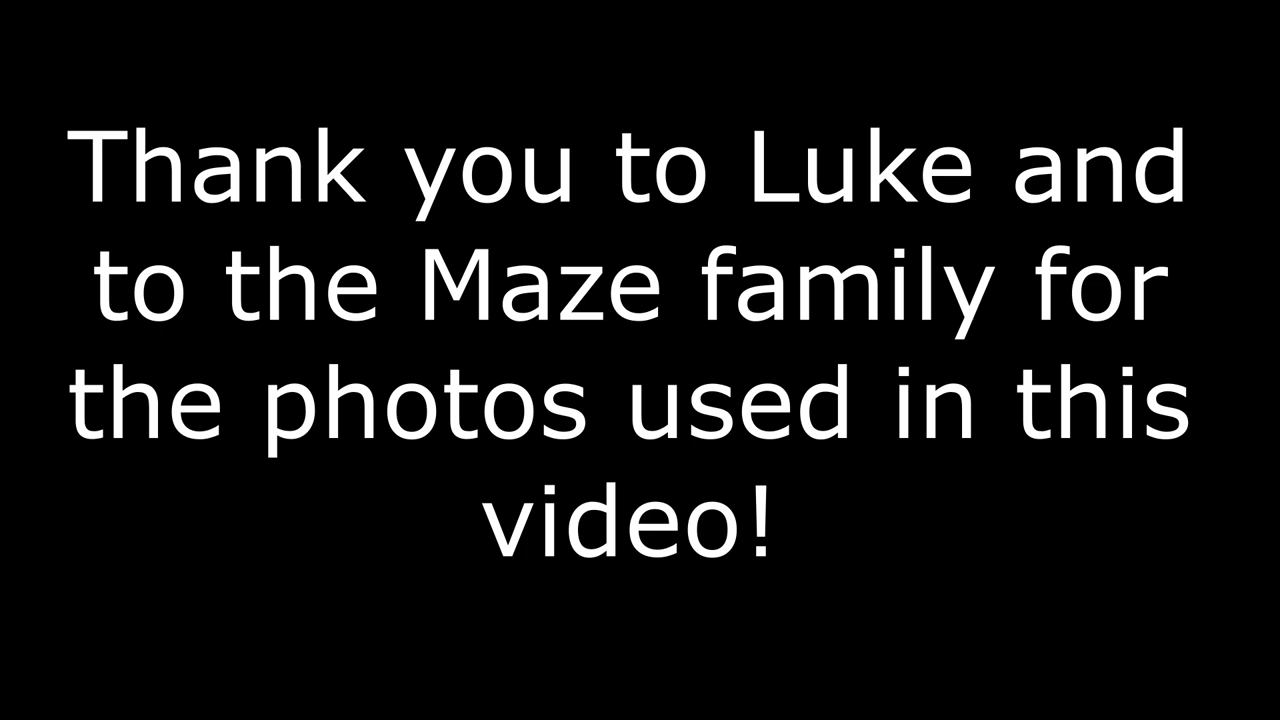 Thank you to Luke and
to the Maze family for
the photos used in this
video!